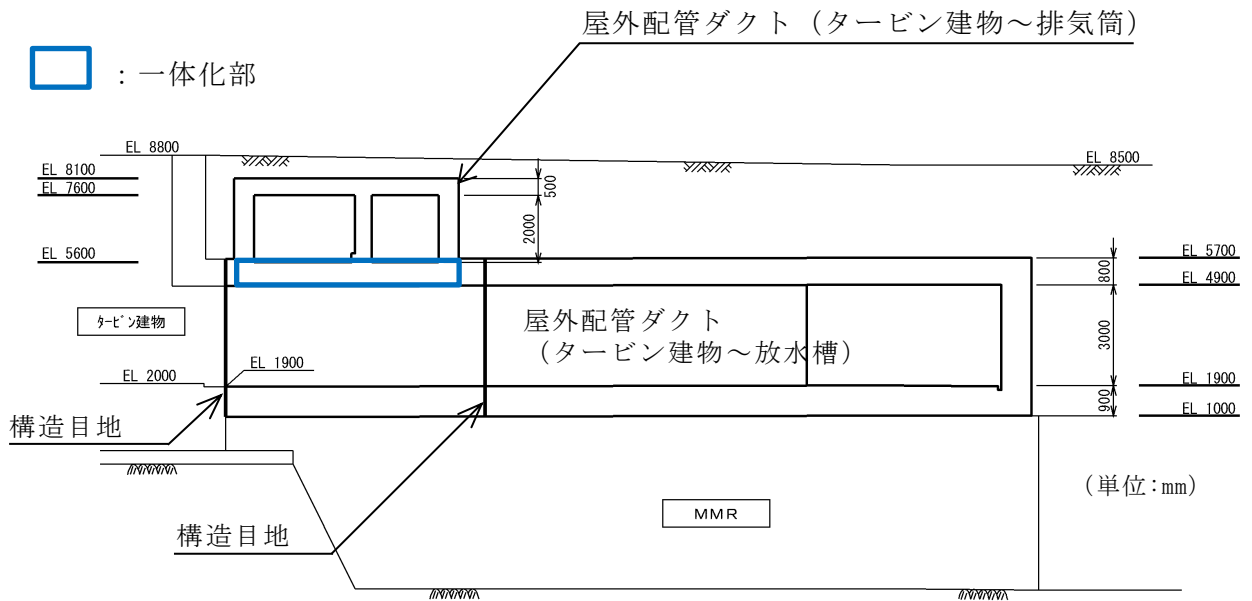 屋外配管ダクト（タービン建物～排気筒）
：一体化部
EL 8800
EL 8500
EL 8100
EL 7600
500
2000
EL 5600
EL 5700
800
EL 4900
ﾀｰﾋﾞﾝ建物
屋外配管ダクト
（タービン建物～放水槽）
3000
EL 1900
EL 2000
EL 1900
900
EL 1000
構造目地
（単位:mm）
MMR
構造目地